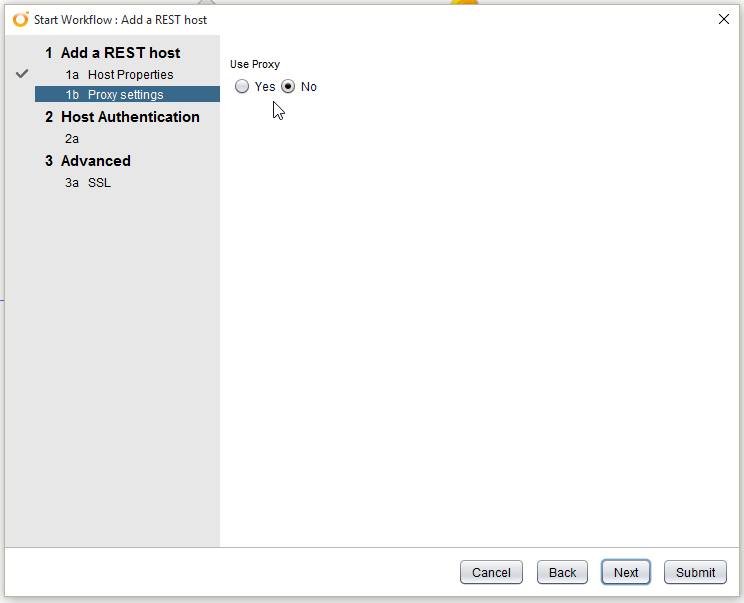 Start Workflow : Add a REST host
1 Add a REST host
1a Host Properties
1b Proxy settings
2 Host Authentication
2a
3 Advanced
3a SSL
Use Proxy
Yes No
Cancel Back Next Submit